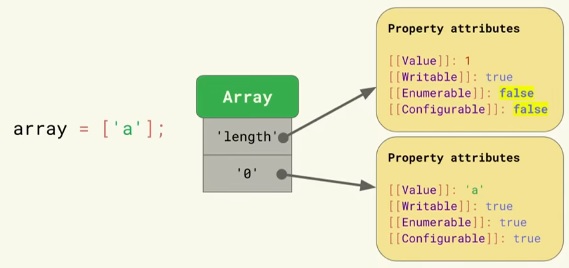 array = ['a'];
Array
'length'
'0'
Property attributes
[[Value]]: 1
[[Writable]]: true
[[Enumerable]]: false
[[Configurable]]: false
Property attributes
[[Value]]: 'a'
[[Writable]]: true
[[Enumerable]]: true
[[Configurable]]: true